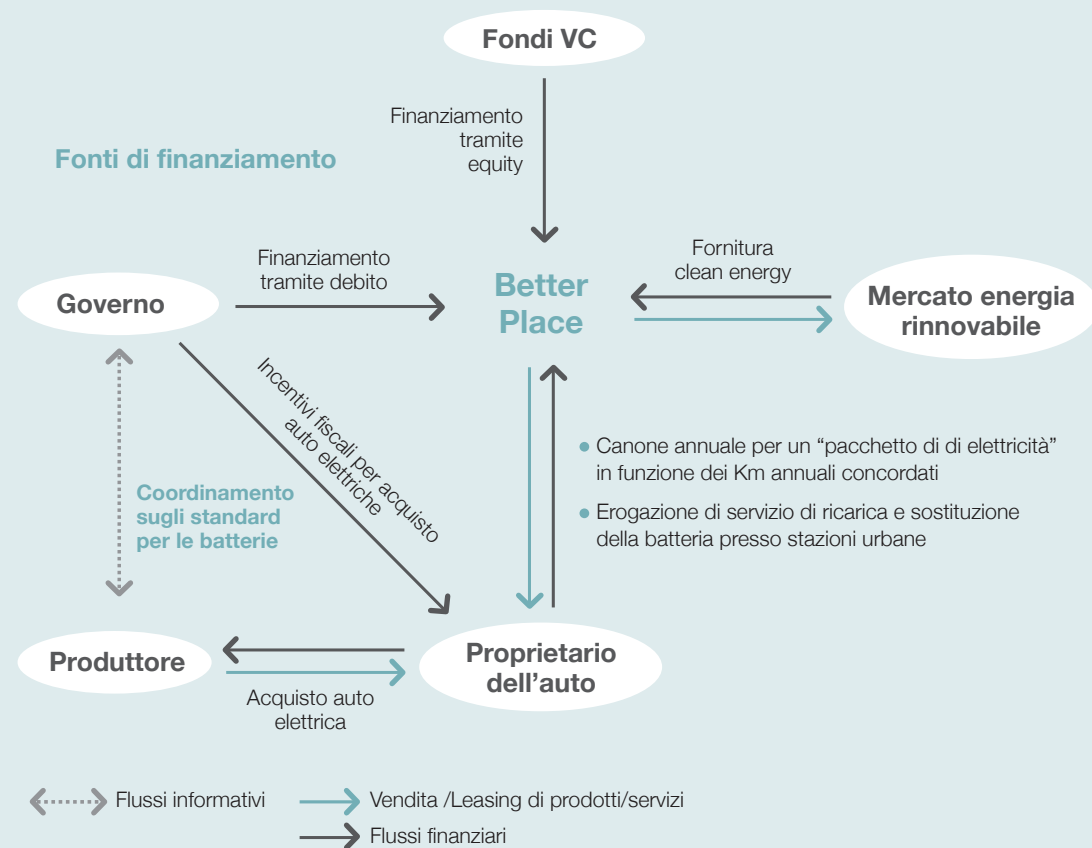 Fondi VC
Finanziamento
tramite
equity
Fonti di finanziamento
Finanziamento
tramite debito
Governo
Better
Place
Fornitura
clean energy
Mercato energia
rinnovabile
Incentivi fiscali per acquisto
auto elettriche
● Canone annuale per un “pacchetto di di elettricità”
in funzione dei Km annuali concordati
● Erogazione di servizio di ricarica e sostituzione
della batteria presso stazioni urbane
Coordinamento
sugli standard
per le batterie
Produttore
Proprietario
dell’auto
Acquisto auto
elettrica
Flussi informativi
Vendita /Leasing di prodotti/servizi
Flussi finanziari